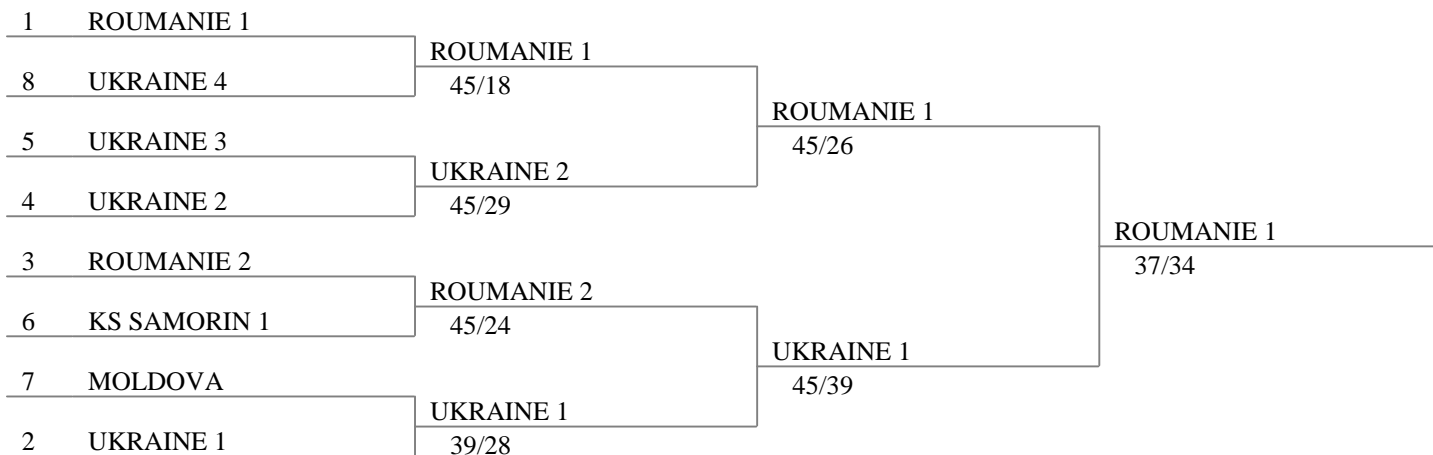 1 ROUMANIE 1
ROUMANIE 1
8 UKRAINE 4
45/18
ROUMANIE 1
5 UKRAINE 3
45/26
UKRAINE 2
4 UKRAINE 2
45/29
ROUMANIE 1
3 ROUMANIE 2
37/34
ROUMANIE 2
6 KS SAMORIN 1
45/24
UKRAINE 1
7 MOLDOVA
45/39
UKRAINE 1
2 UKRAINE 1
39/28